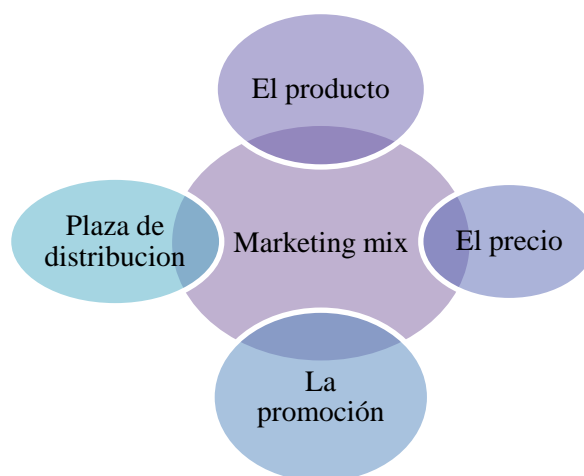 El producto
Plaza de
distribucion
Marketing mix
El precio
La
promoción